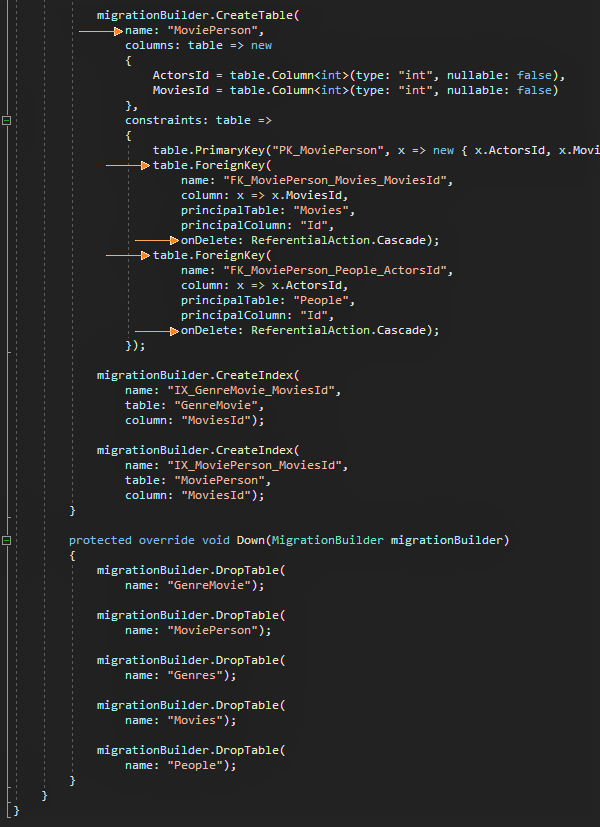 migrationBuilder.CreateTable(
name: "MoviePerson",
columns: table => new
{
ActorsId = table.Column<int>(type: "int", nullable: false),
MoviesId = table.Column<int>(type: "int", nullable: false)
},
constraints: table =>
{
table.PrimaryKey("PK_MoviePerson", x => new { x.ActorsId, x.Movi
table.ForeignKey(
name: "FK_MoviePerson_Movies_MoviesId",
column: x => x.MoviesId,
principalTable: "Movies",
principalColumn: "Id",
onDelete: ReferentialAction.Cascade);
table.ForeignKey(
name: "FK_MoviePerson_People_ActorsId",
column: x => x.ActorsId,
principalTable: "People",
principalColumn: "Id",
onDelete: ReferentialAction.Cascade);
});
migrationBuilder.CreateIndex(
name: "IX_GenreMovie_MoviesId",
table: "GenreMovie",
column: "MoviesId");
migrationBuilder.CreateIndex(
name: "IX_MoviePerson_MoviesId",
table: "MoviePerson",
column: "MoviesId");
}
protected override void Down(MigrationBuilder migrationBuilder)
{
migrationBuilder.DropTable(
name: "GenreMovie");
migrationBuilder.DropTable(
name: "MoviePerson");
migrationBuilder.DropTable(
name: "Genres");
migrationBuilder.DropTable(
name: "Movies");
migrationBuilder.DropTable(
name: "People");
}
}
}